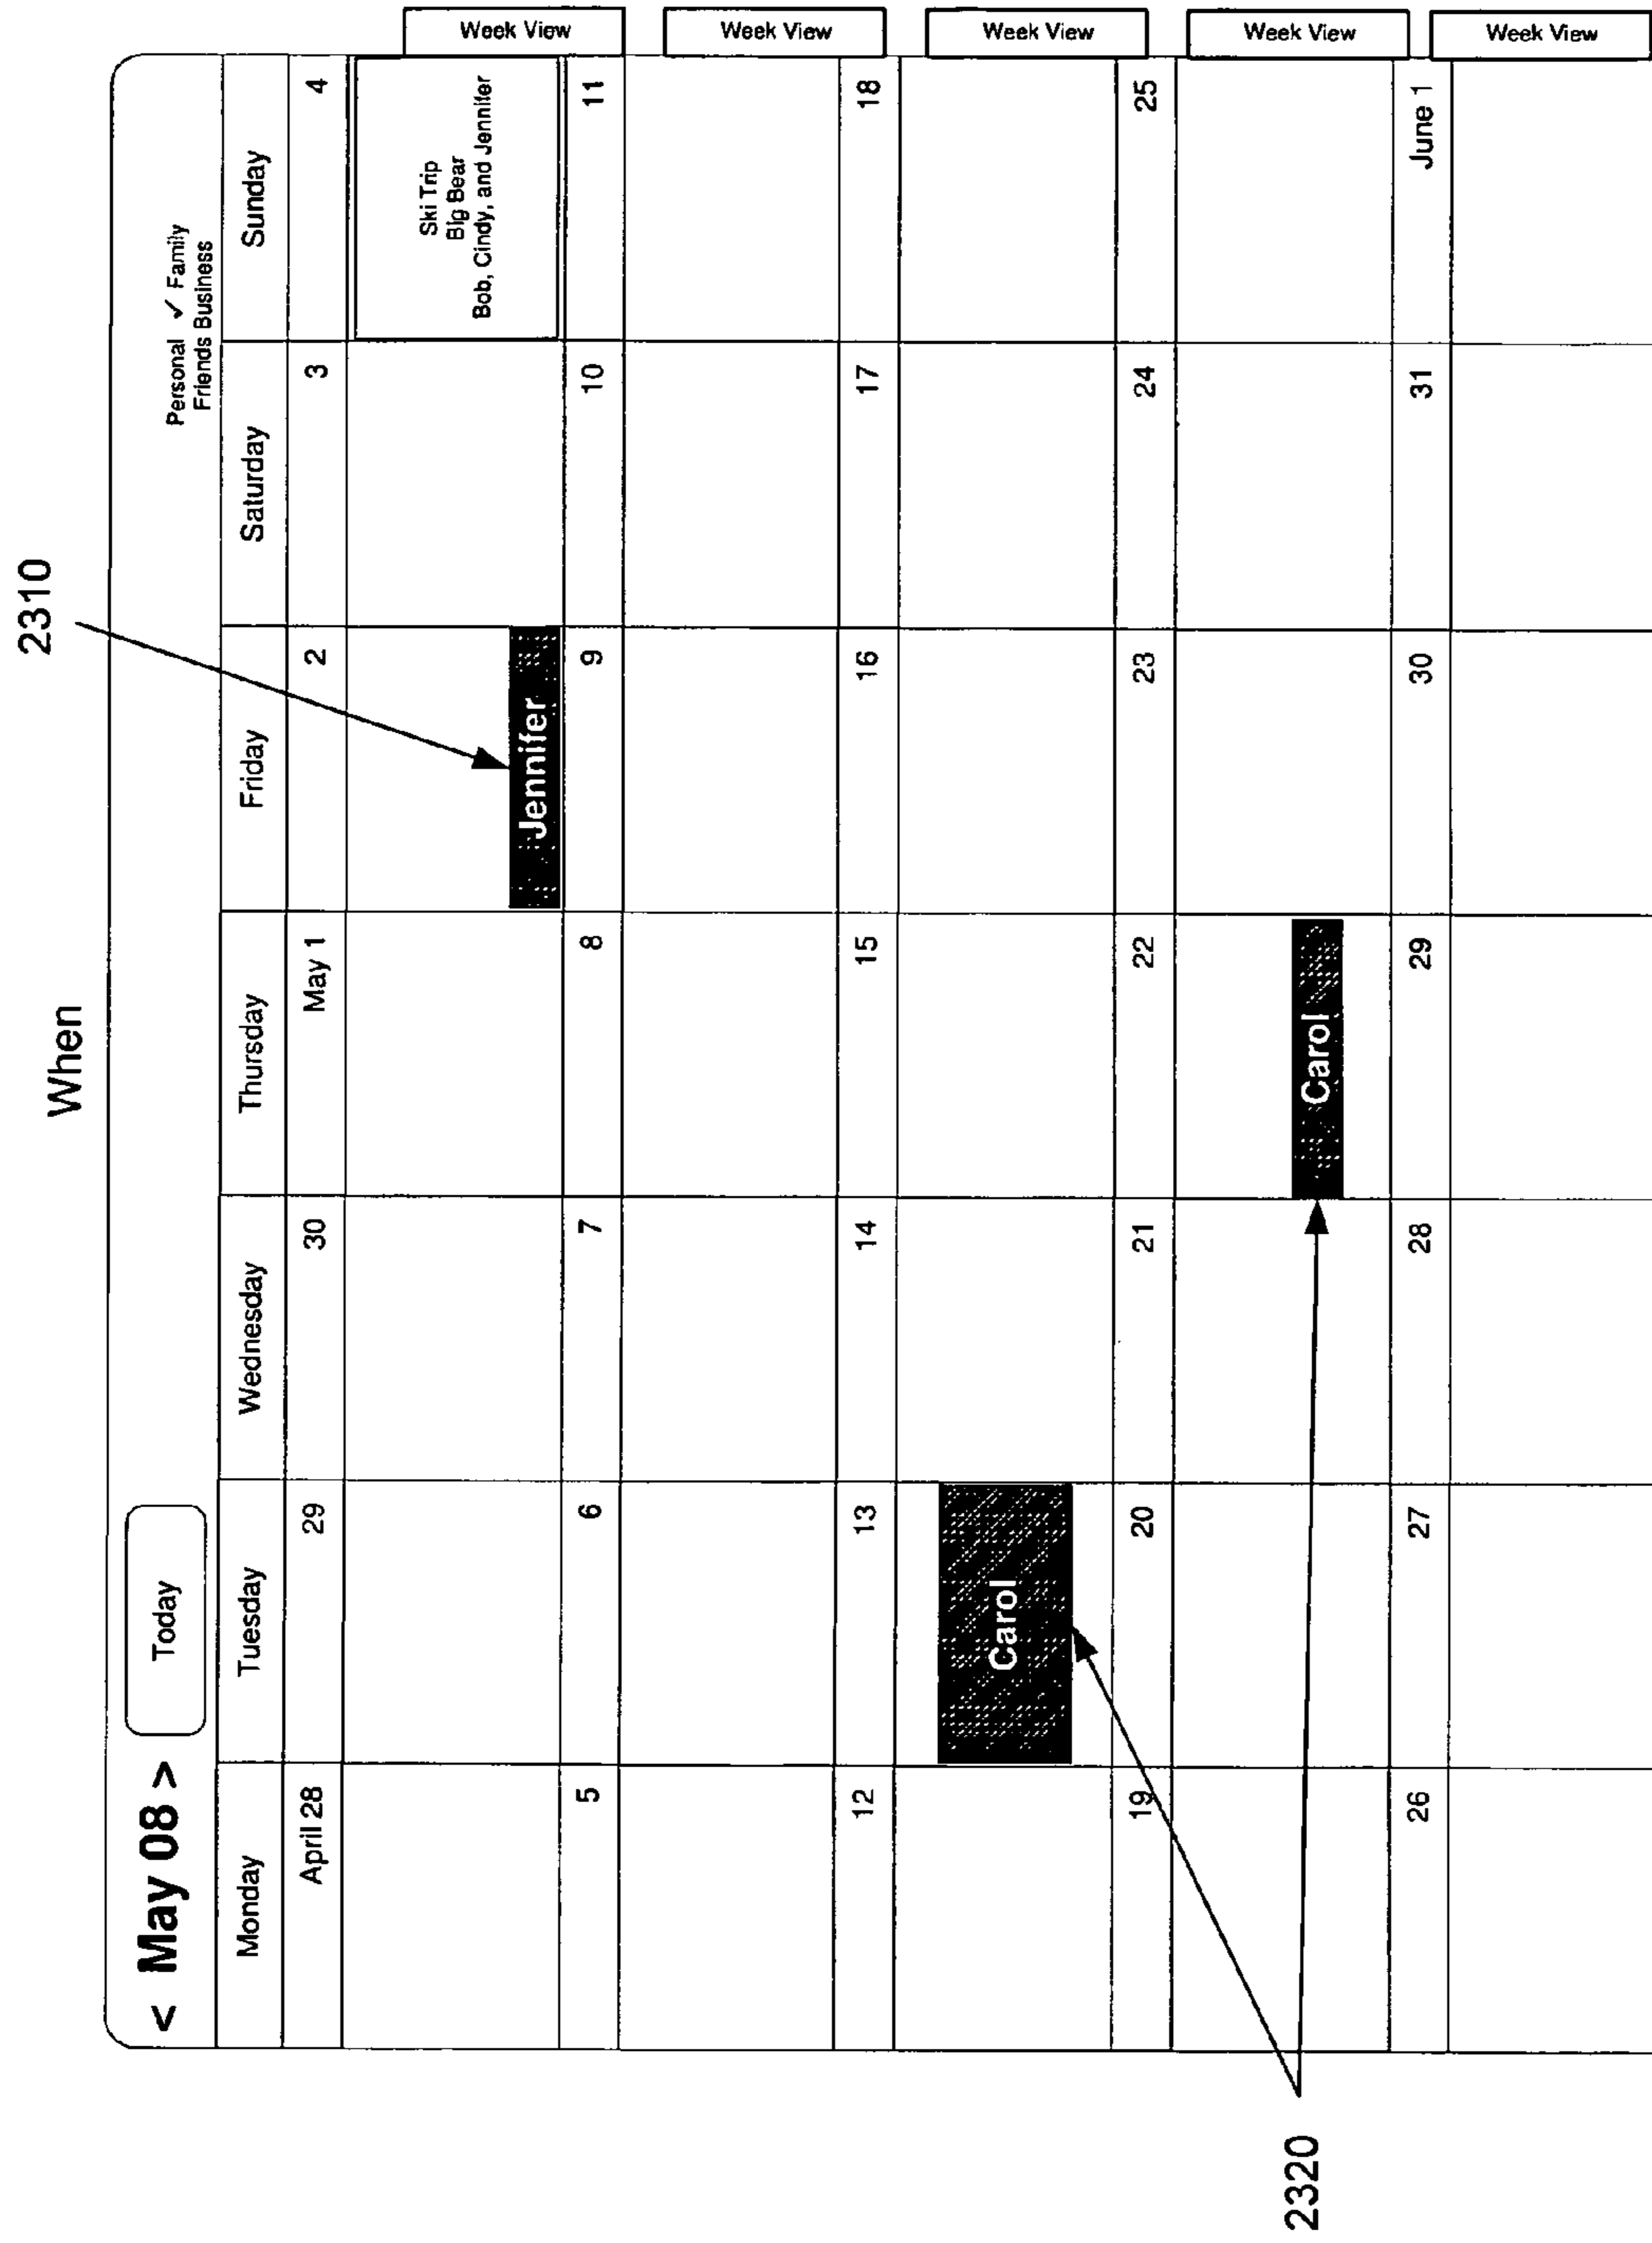 When
2310
< May 08 >
Today
Personal ✓ Family
Friends Business
Monday Tuesday Wednesday Thursday Friday Saturday Sunday
April 28 29 30 May 1 2 3 4
Jennifer
Ski Trip
Big Bear
Bob, Cindy, and Jennifer
Week View
5 6 7 8 9 10 11
Week View
12 13 14 15 16 17 18
Carol
Week View
19 20 21 22 23 24 25
Carol
Week View
26 27 28 29 30 31 June 1
Week View
2320